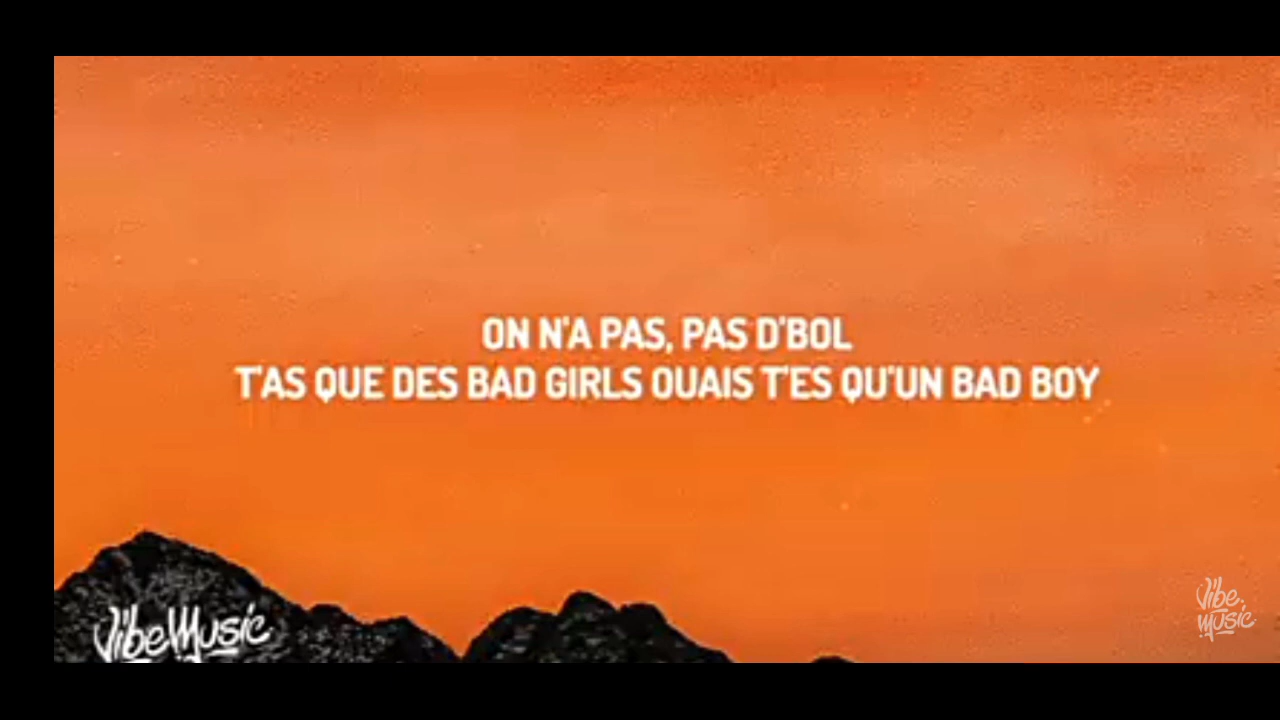 ON N'A PAS, PAS D'BOL
T'AS QUE DES BAD GIRLS OUAIS T'ES QU'UN BAD BOY
VibeMusic
Vibe
Music